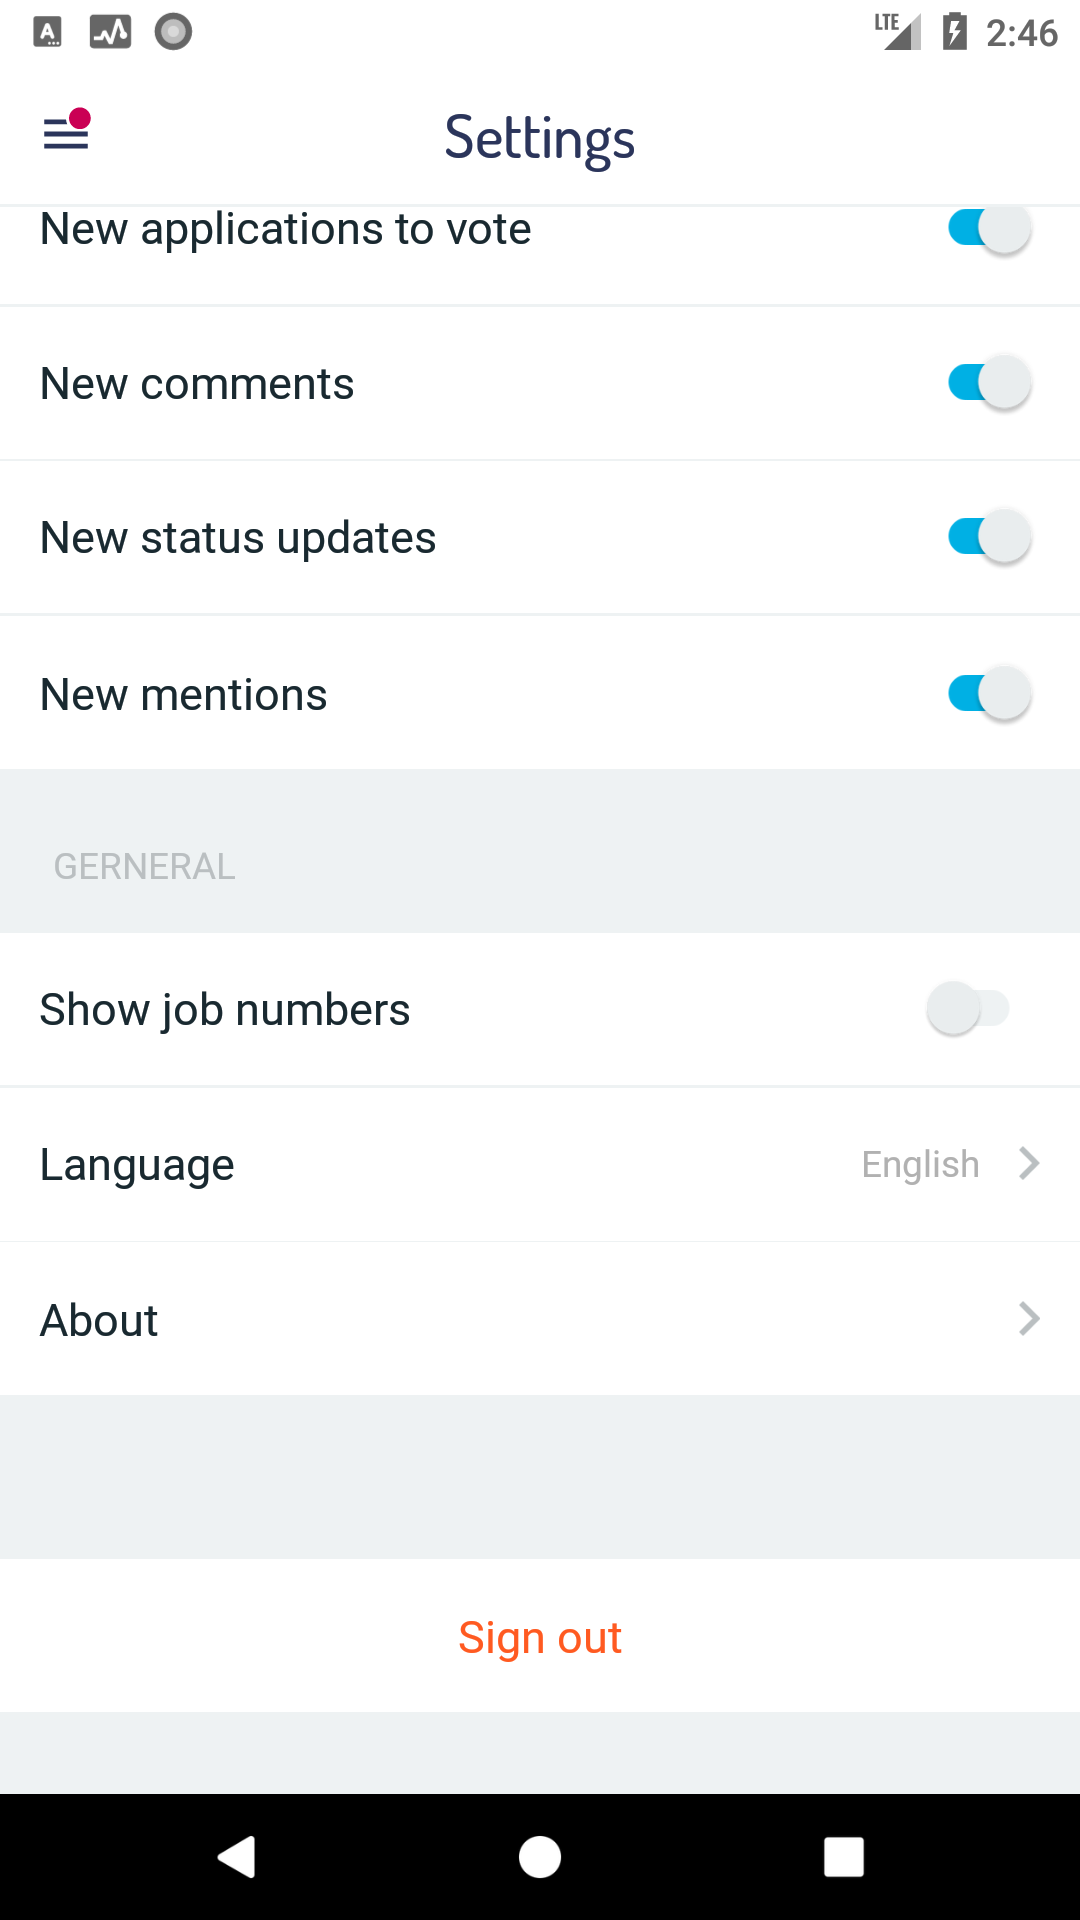 LTE 2:46
Settings
New applications to vote
New comments
New status updates
New mentions
GERNERAL
Show job numbers
Language English
About
Sign out